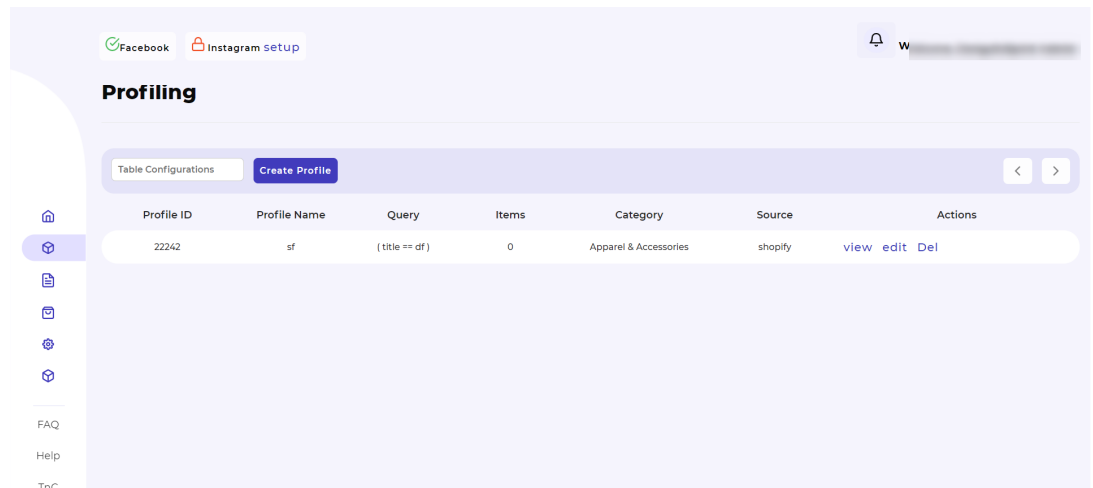 Facebook
Instagram setup
Profiling
Table Configurations
Create Profile
Profile ID Profile Name Query Items Category Source Actions
22242 sf ( title == df ) 0 Apparel & Accessories shopify view edit Del
FAQ
Help
TnC